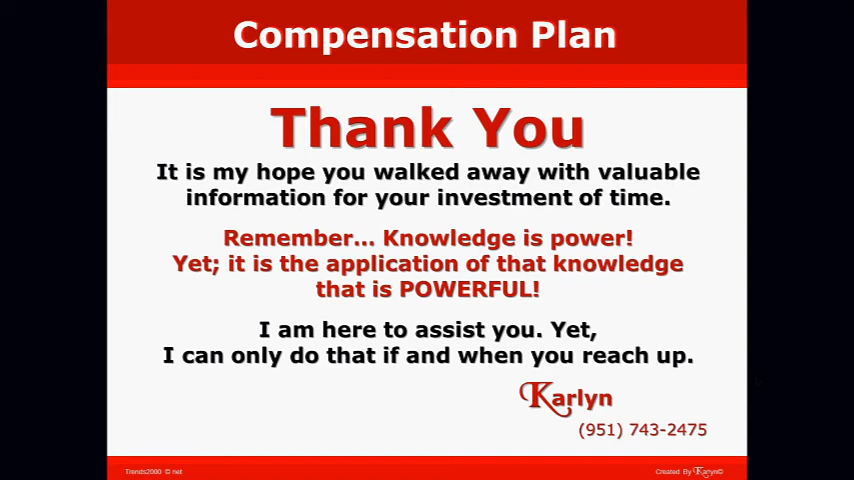 Compensation Plan
Thank You
It is my hope you walked away with valuable
information for your investment of time.
Remember... Knowledge is power!
Yet; it is the application of that knowledge
that is POWERFUL!
I am here to assist you. Yet,
I can only do that if and when you reach up.
Karlyn
(951) 743-2475
Trends2000 © net
Created By Karlyn©